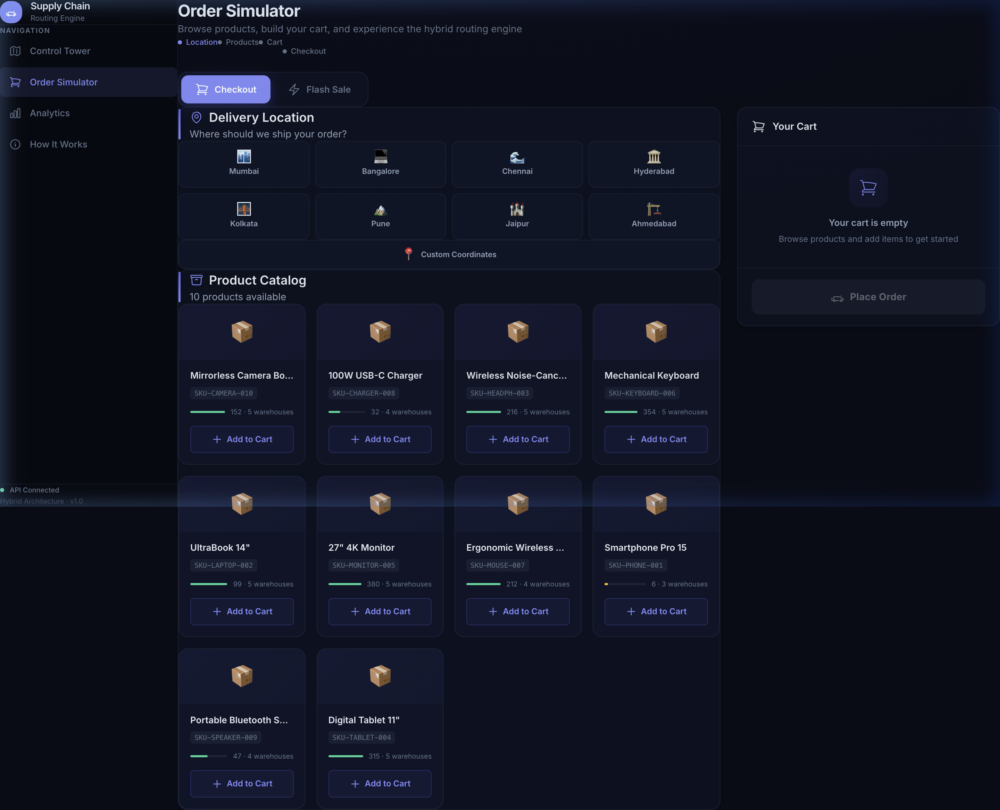 Supply Chain
Routing Engine
NAVIGATION
Control Tower
Order Simulator
Analytics
How It Works
API Connected
Hybrid Architecture · v1.0
Order Simulator
Browse products, build your cart, and experience the hybrid routing engine
Location Products Cart
Checkout
Checkout Flash Sale
Delivery Location
Where should we ship your order?
Mumbai Bangalore Chennai Hyderabad
Kolkata Pune Jaipur Ahmedabad
Custom Coordinates
Product Catalog
10 products available
Mirrorless Camera Bo...
SKU-CAMERA-010
152 · 5 warehouses
Add to Cart
100W USB-C Charger
SKU-CHARGER-008
32 · 4 warehouses
Add to Cart
Wireless Noise-Canc...
SKU-HEADPH-003
216 · 5 warehouses
Add to Cart
Mechanical Keyboard
SKU-KEYBOARD-006
354 · 5 warehouses
Add to Cart
UltraBook 14"
SKU-LAPTOP-002
99 · 5 warehouses
Add to Cart
27" 4K Monitor
SKU-MONITOR-005
380 · 5 warehouses
Add to Cart
Ergonomic Wireless ...
SKU-MOUSE-007
212 · 4 warehouses
Add to Cart
Smartphone Pro 15
SKU-PHONE-001
6 · 3 warehouses
Add to Cart
Portable Bluetooth S...
SKU-SPEAKER-009
47 · 4 warehouses
Add to Cart
Digital Tablet 11"
SKU-TABLET-004
315 · 5 warehouses
Add to Cart
Your Cart
Your cart is empty
Browse products and add items to get started
Place Order